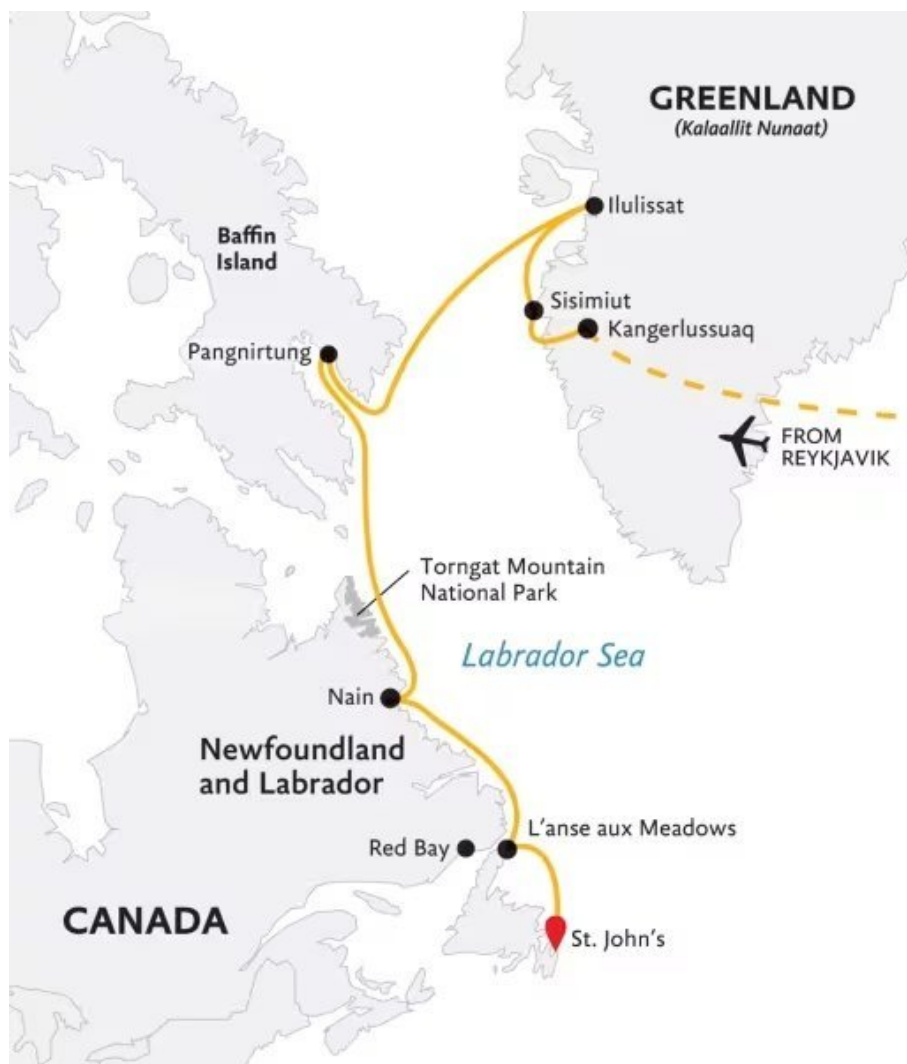 GREENLAND
(Kalaallit Nunaat)
Ilulissat
Baffin
Island
Sisimiut
Kangerlussuaq
Pangnirtung
FROM
REYKJAVIK
Torngat Mountain
National Park
Labrador Sea
Nain
Newfoundland
and Labrador
L'anse aux Meadows
Red Bay
CANADA
St. John's